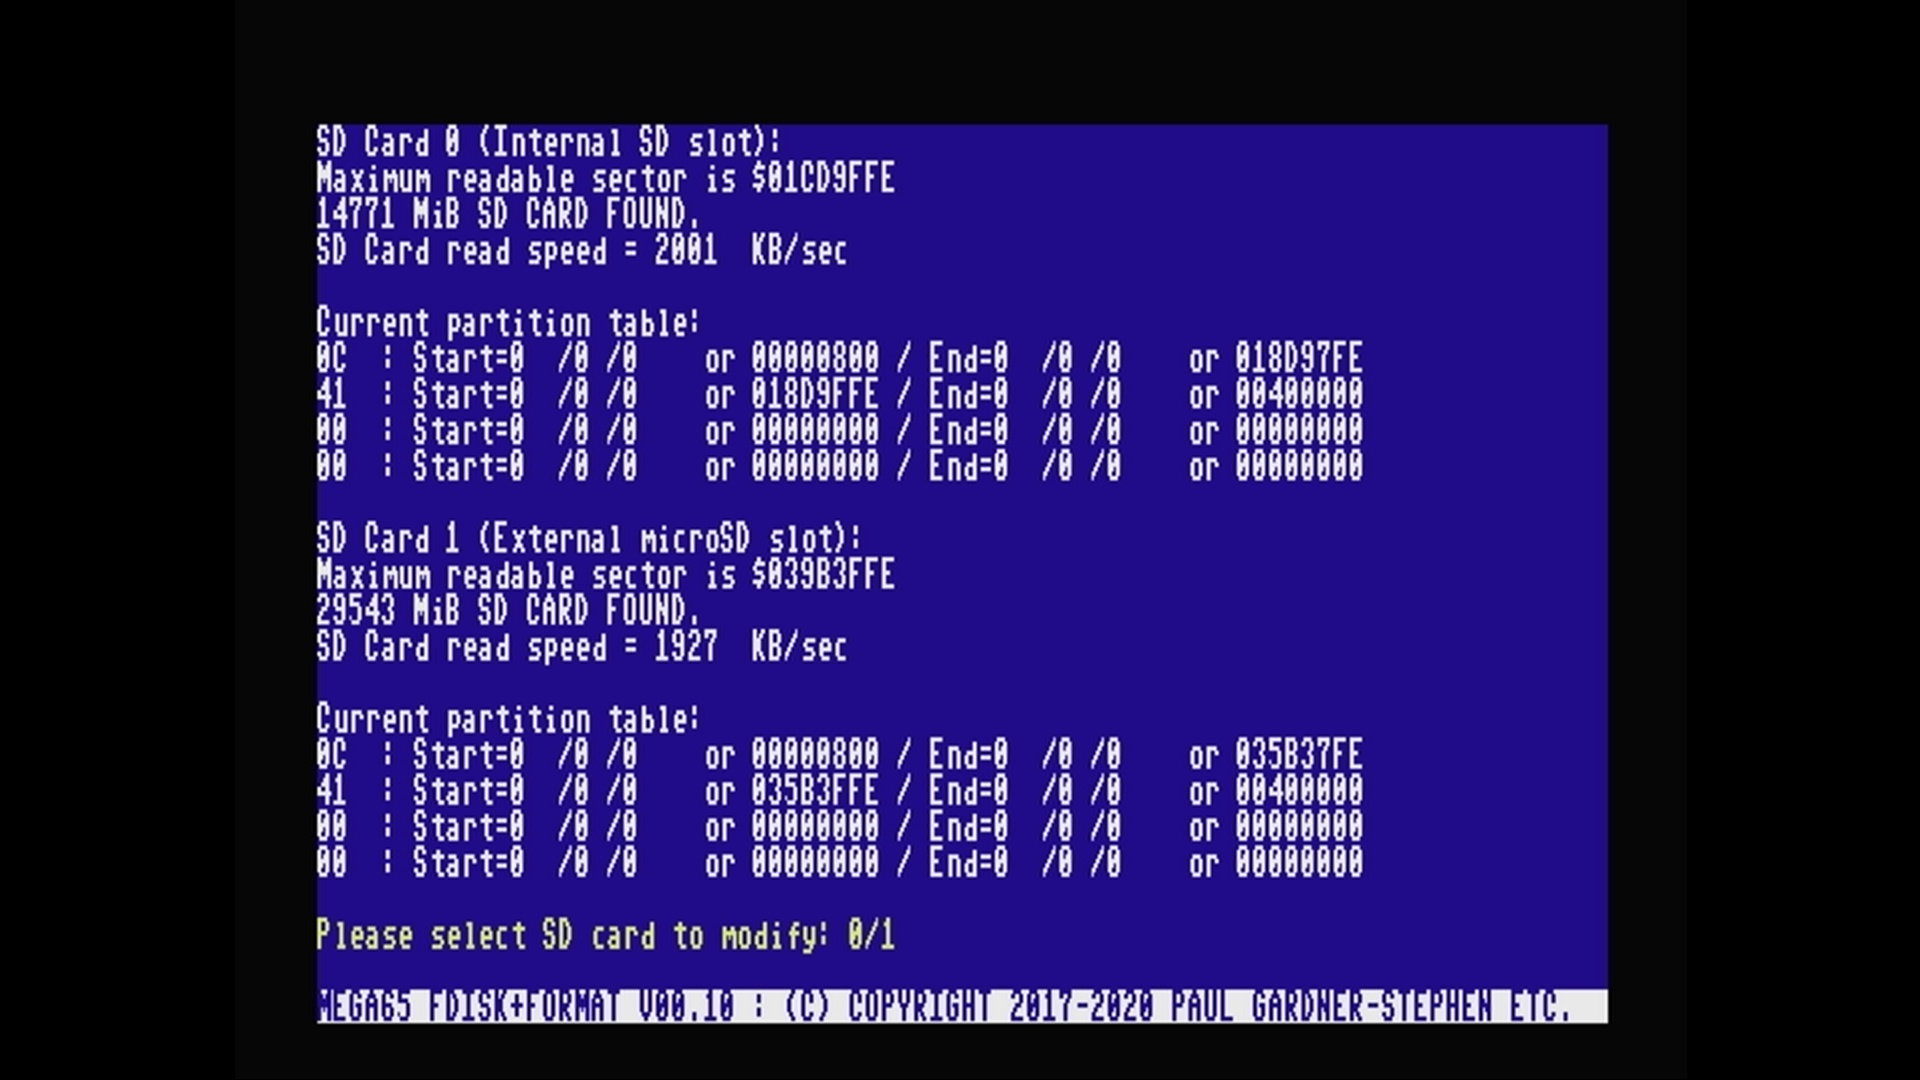 SD Card 0 (Internal SD slot):
Maximum readable sector is $01CD9FFE
14771 MiB SD CARD FOUND.
SD Card read speed = 2001  KB/sec
Current partition table:
0C  : Start=0  /0 /0    or 00000800 / End=0  /0 /0    or 018D97FE
41  : Start=0  /0 /0    or 018D9FFE / End=0  /0 /0    or 00400000
00  : Start=0  /0 /0    or 00000000 / End=0  /0 /0    or 00000000
00  : Start=0  /0 /0    or 00000000 / End=0  /0 /0    or 00000000
SD Card 1 (External microSD slot):
Maximum readable sector is $039B3FFE
29543 MiB SD CARD FOUND.
SD Card read speed = 1927  KB/sec
Current partition table:
0C  : Start=0  /0 /0    or 00000800 / End=0  /0 /0    or 035B37FE
41  : Start=0  /0 /0    or 035B3FFE / End=0  /0 /0    or 00400000
00  : Start=0  /0 /0    or 00000000 / End=0  /0 /0    or 00000000
00  : Start=0  /0 /0    or 00000000 / End=0  /0 /0    or 00000000
Please select SD card to modify: 0/1
MEGA65 FDISK+FORMAT V00.10 : (C) COPYRIGHT 2017-2020 PAUL GARDNER-STEPHEN ETC.